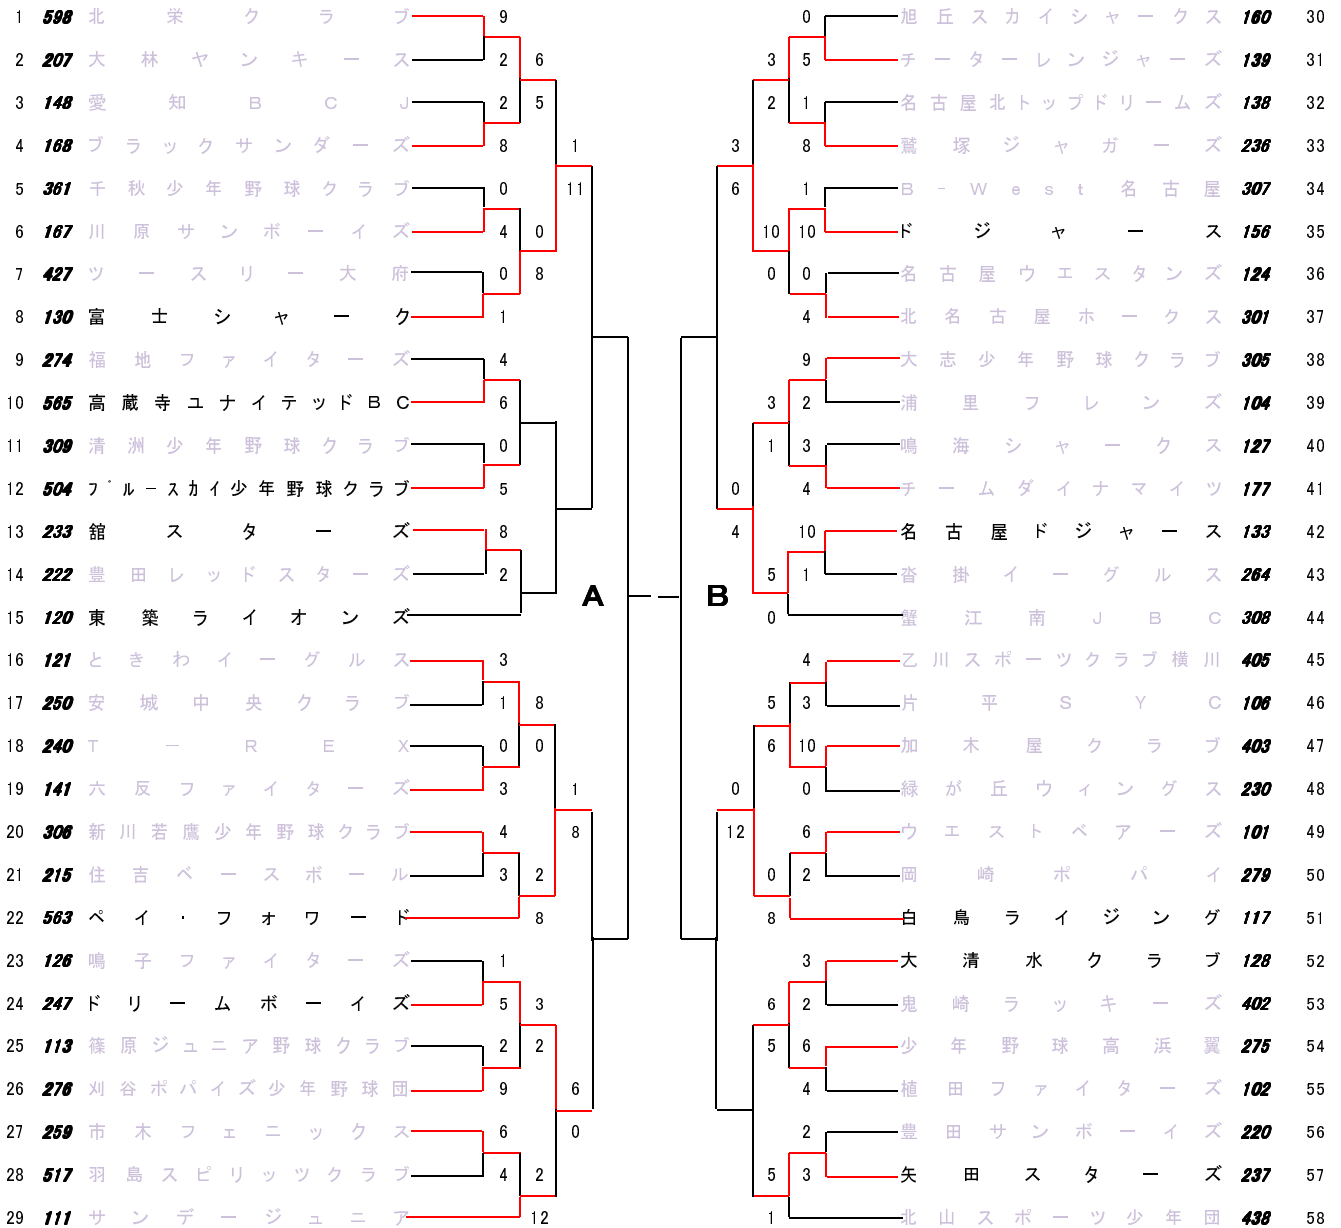 1 598 北栄クラブ 9
2 207 大林ヤンキース 2 6
3 148 愛知BCJ 2 5
4 168 ブラックサンダーズ 8 1
5 361 千秋少年野球クラブ 0 11
6 167 川原サンボーイズ 4 0
7 427 ツースリー大府 0 8
8 130 富士シャーク 1
9 274 福地ファイターズ 4
10 565 高蔵寺ユナイテッドBC 6
11 309 清洲少年野球クラブ 0
12 504 ブルースカイ少年野球クラブ 5
13 233 舘スターズ 8
14 222 豊田レッドスターズ 2
15 120 東築ライオンズ
16 121 ときわイーグルス 3
17 250 安城中央クラブ 1 8
18 240 T－REX 0 0
19 141 六反ファイターズ 3 1
20 306 新川若鷹少年野球クラブ 4 8
21 215 住吉ベースボール 3 2
22 563 ペイ・フォワード 8
23 126 鳴子ファイターズ 1
24 247 ドリームボーイズ 5 3
25 113 篠原ジュニア野球クラブ 2 2
26 276 刈谷ポパイズ少年野球団 9 6
27 259 市木フェニックス 6 0
28 517 羽島スピリッツクラブ 4 2
29 111 サンデージュニア 12
A
B
0 旭丘スカイシャークス 160 30
3 5 チーターレンジャーズ 139 31
2 1 名古屋北トップドリームズ 138 32
3 8 鷲塚ジャガーズ 236 33
6 1 B-West名古屋 307 34
10 10 ドジャース 156 35
0 0 名古屋ウエスタンズ 124 36
4 北名古屋ホークス 301 37
9 大志少年野球クラブ 305 38
3 2 浦里フレンズ 104 39
1 3 鳴海シャークス 127 40
0 4 チームダイナマイツ 177 41
4 10 名古屋ドジャース 133 42
5 1 沓掛イーグルス 264 43
0 蟹江南JBC 308 44
4 乙川スポーツクラブ横川 405 45
5 3 片平SYC 106 46
6 10 加木屋クラブ 403 47
0 0 緑が丘ウィングス 230 48
12 6 ウエストベアーズ 101 49
0 2 岡崎ポパイ 279 50
8 白鳥ライジング 117 51
3 大清水クラブ 128 52
6 2 鬼崎ラッキーズ 402 53
5 6 少年野球高浜翼 275 54
4 植田ファイターズ 102 55
2 豊田サンボーイズ 220 56
5 3 矢田スターズ 237 57
1 北山スポーツ少年団 438 58